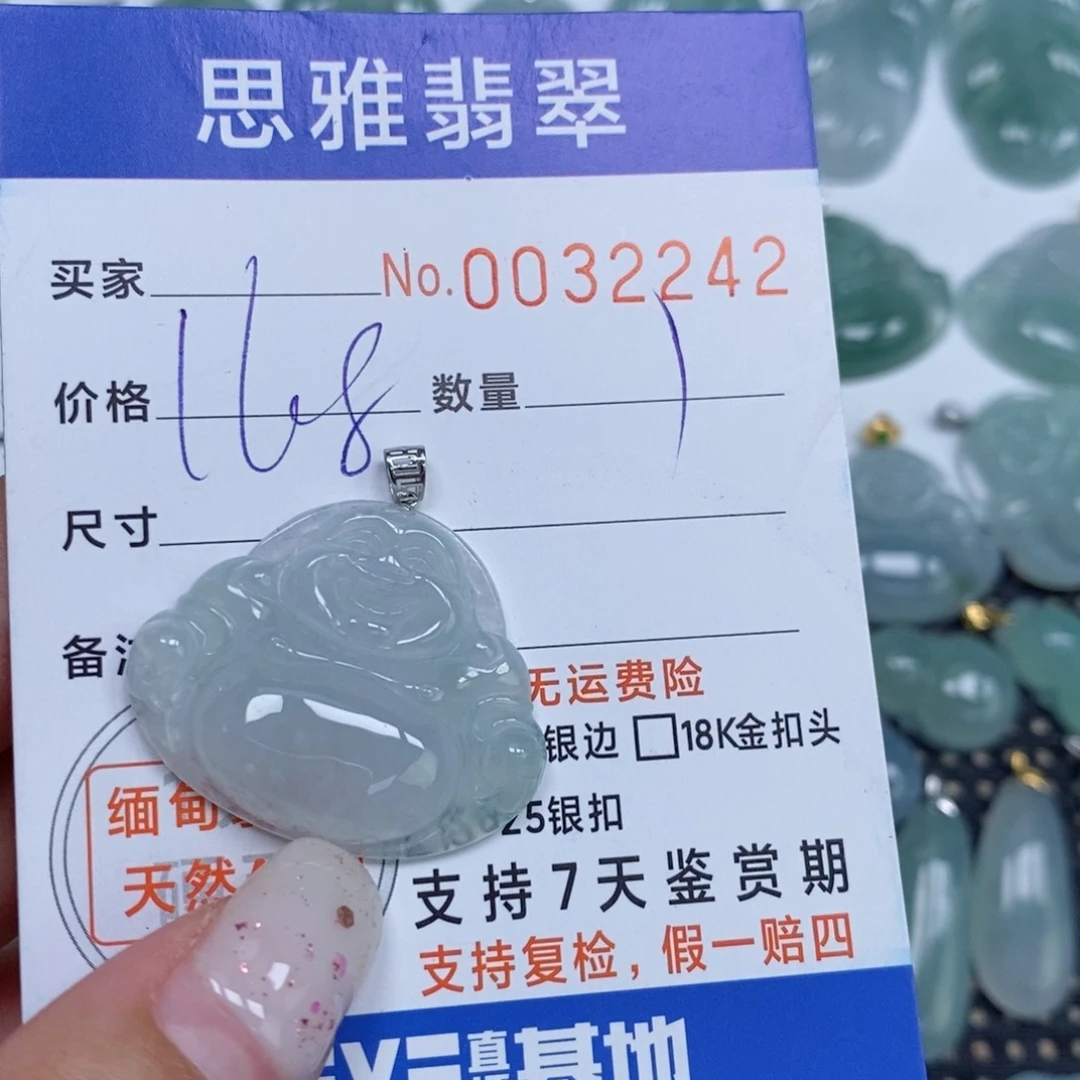 思雅翡翠
买家 No.0032242
价格 168 数量 1
尺寸
备
无运费险
银边 □18K金扣头
25银扣
缅甸
天然
支持7天鉴赏期
支持复检，假一赔四
基地